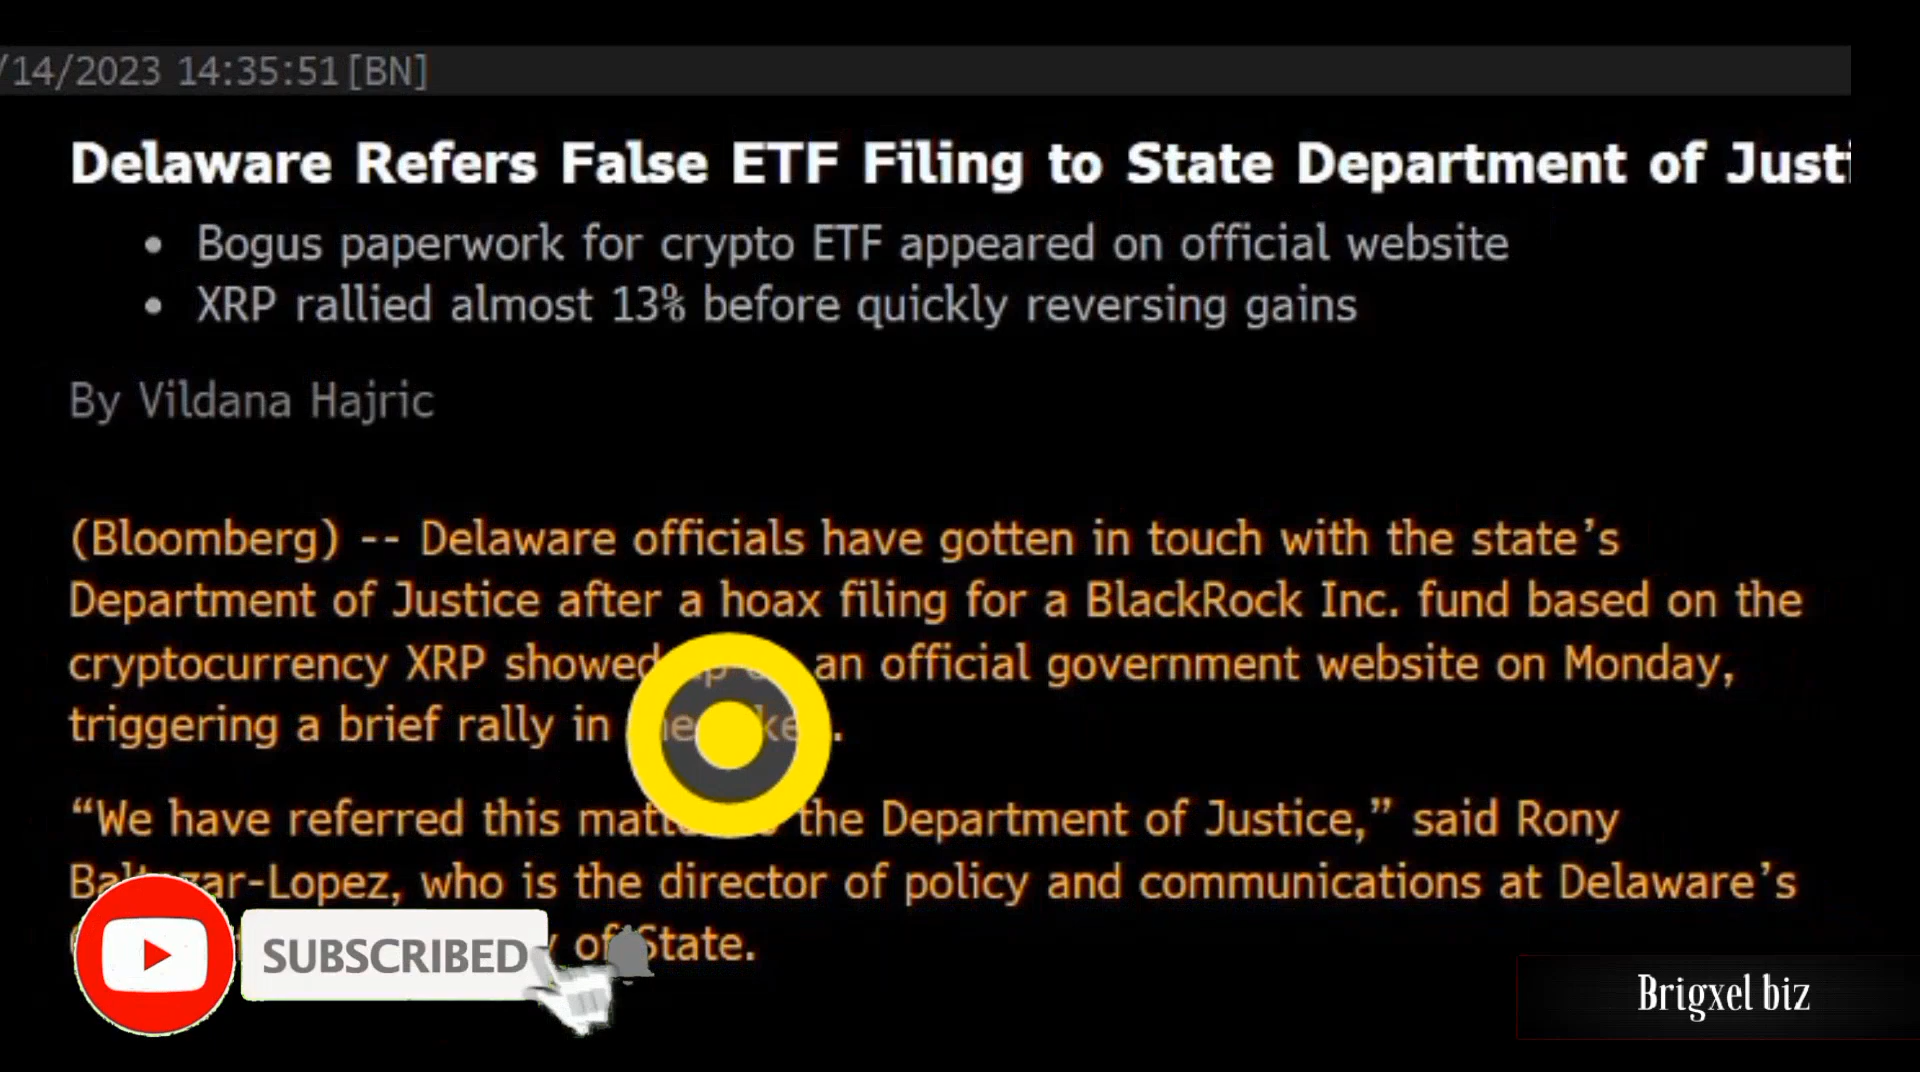 /14/2023 14:35:51[BN]
Delaware Refers False ETF Filing to State Department of Justi
• Bogus paperwork for crypto ETF appeared on official website
• XRP rallied almost 13% before quickly reversing gains
By Vildana Hajric
(Bloomberg) -- Delaware officials have gotten in touch with the state’s
Department of Justice after a hoax filing for a BlackRock Inc. fund based on the
cryptocurrency XRP showed an official government website on Monday,
triggering a brief rally in .
“We have referred this the Department of Justice,” said Rony
-Lopez, who is the director of policy and communications at Delaware’s
of State.
SUBSCRIBED
Brigxel biz